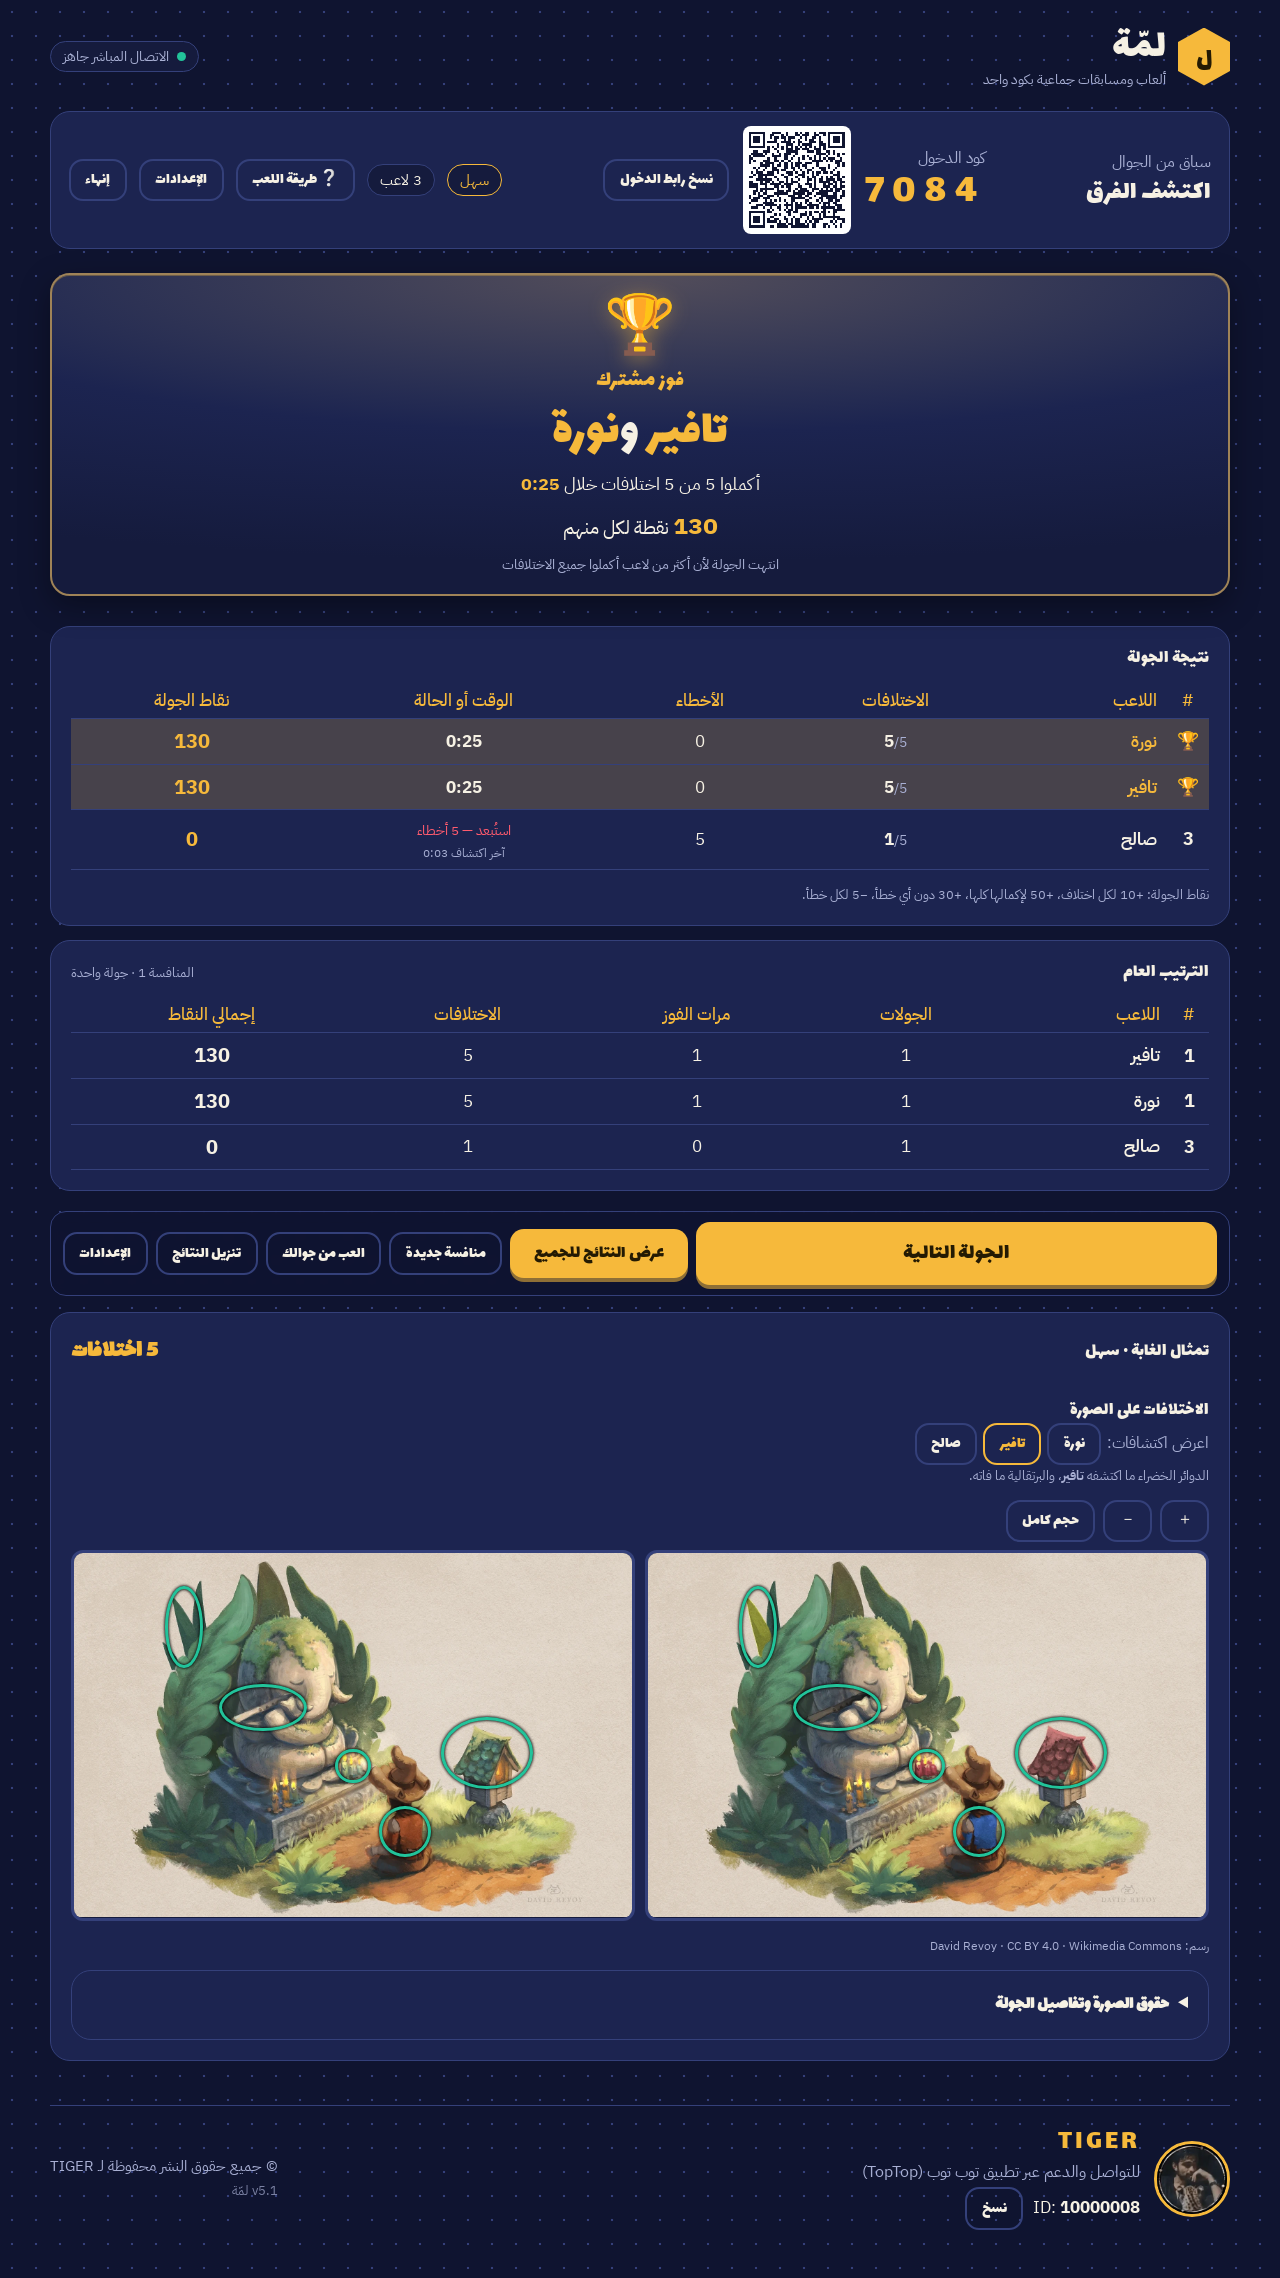 ل
لمّة
ألعاب ومسابقات جماعية بكود واحد
الاتصال المباشر جاهز
سباق من الجوال
اكتشف الفرق
كود الدخول
7084
نسخ رابط الدخول
سهل
3 لاعب
❔ طريقة اللعب
الإعدادات
إنهاء
فوز مشترك
تافير ونورة
أكملوا 5 من 5 اختلافات خلال 0:25
130 نقطة لكل منهم
انتهت الجولة لأن أكثر من لاعب أكملوا جميع الاختلافات
نتيجة الجولة
# اللاعب الاختلافات الأخطاء الوقت أو الحالة نقاط الجولة
🏆 نورة 5/5 0 0:25 130
🏆 تافير 5/5 0 0:25 130
3 صالح 1/5 5 استُبعد — 5 أخطاء 0
آخر اكتشاف 0:03
نقاط الجولة: +10 لكل اختلاف، +50 لإكمالها كلها، +30 دون أي خطأ، −5 لكل خطأ.
الترتيب العام
المنافسة 1 · جولة واحدة
# اللاعب الجولات مرات الفوز الاختلافات إجمالي النقاط
1 تافير 1 1 5 130
1 نورة 1 1 5 130
3 صالح 1 0 1 0
الجولة التالية
عرض النتائج للجميع
منافسة جديدة
العب من جوالك
تنزيل النتائج
الإعدادات
تمثال الغابة · سهل
5 اختلافات
الاختلافات على الصورة
اعرض اكتشافات: نورة تافير صالح
الدوائر الخضراء ما اكتشفه تافير، والبرتقالية ما فاته.
+ − حجم كامل
DAVID REVOY
DAVID REVOY
رسم: David Revoy · CC BY 4.0 · Wikimedia Commons
◀ حقوق الصورة وتفاصيل الجولة
TIGER
للتواصل والدعم عبر تطبيق توب توب (TopTop)
ID: 10000008 نسخ
© جميع حقوق النشر محفوظة لـ TIGER
لمّة v5.1